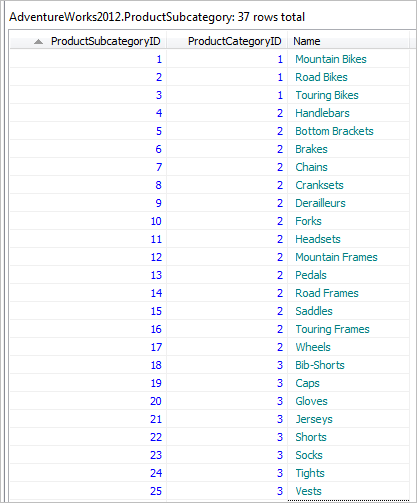 AdventureWorks2012.ProductSubcategory: 37 rows total
ProductSubcategoryID ProductCategoryID Name
1 1 Mountain Bikes
2 1 Road Bikes
3 1 Touring Bikes
4 2 Handlebars
5 2 Bottom Brackets
6 2 Brakes
7 2 Chains
8 2 Cranksets
9 2 Derailleurs
10 2 Forks
11 2 Headsets
12 2 Mountain Frames
13 2 Pedals
14 2 Road Frames
15 2 Saddles
16 2 Touring Frames
17 2 Wheels
18 3 Bib-Shorts
19 3 Caps
20 3 Gloves
21 3 Jerseys
22 3 Shorts
23 3 Socks
24 3 Tights
25 3 Vests